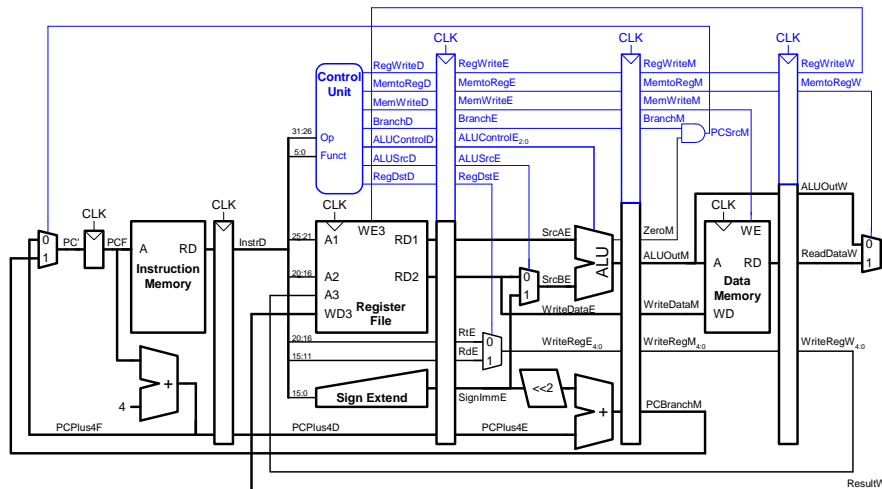 CLK
CLK
CLK
Control
Unit
RegWriteD
RegWriteE
RegWriteM
RegWriteW
MemtoRegD
MemtoRegE
MemtoRegM
MemtoRegW
MemWriteD
MemWriteE
MemWriteM
BranchD
BranchE
BranchM
31:26
Op
ALUControlD
ALUControlE2:0
PCSrcM
5:0
Funct
ALUSrcD
ALUSrcE
RegDstD
RegDstE
ALUOutW
CLK
CLK
CLK
CLK
0
1
PC'
PCF
A
RD
Instruction
Memory
InstrD
25:21
A1
WE3
RD1
SrcAE
ZeroM
WE
0
1
20:16
A2
RD2
0
1
SrcBE
ALU
ALUOutM
A
RD
ReadDataW
A3
Data
Memory
WD3
Register
File
WriteDataE
WriteDataM
WD
20:16
RtE
0
15:11
RdE
1
WriteRegE4:0
WriteRegM4:0
WriteRegW4:0
+
4
15:0
Sign Extend
SignImmE
<<2
+
PCBranchM
PCPlus4F
PCPlus4D
PCPlus4E
ResultW